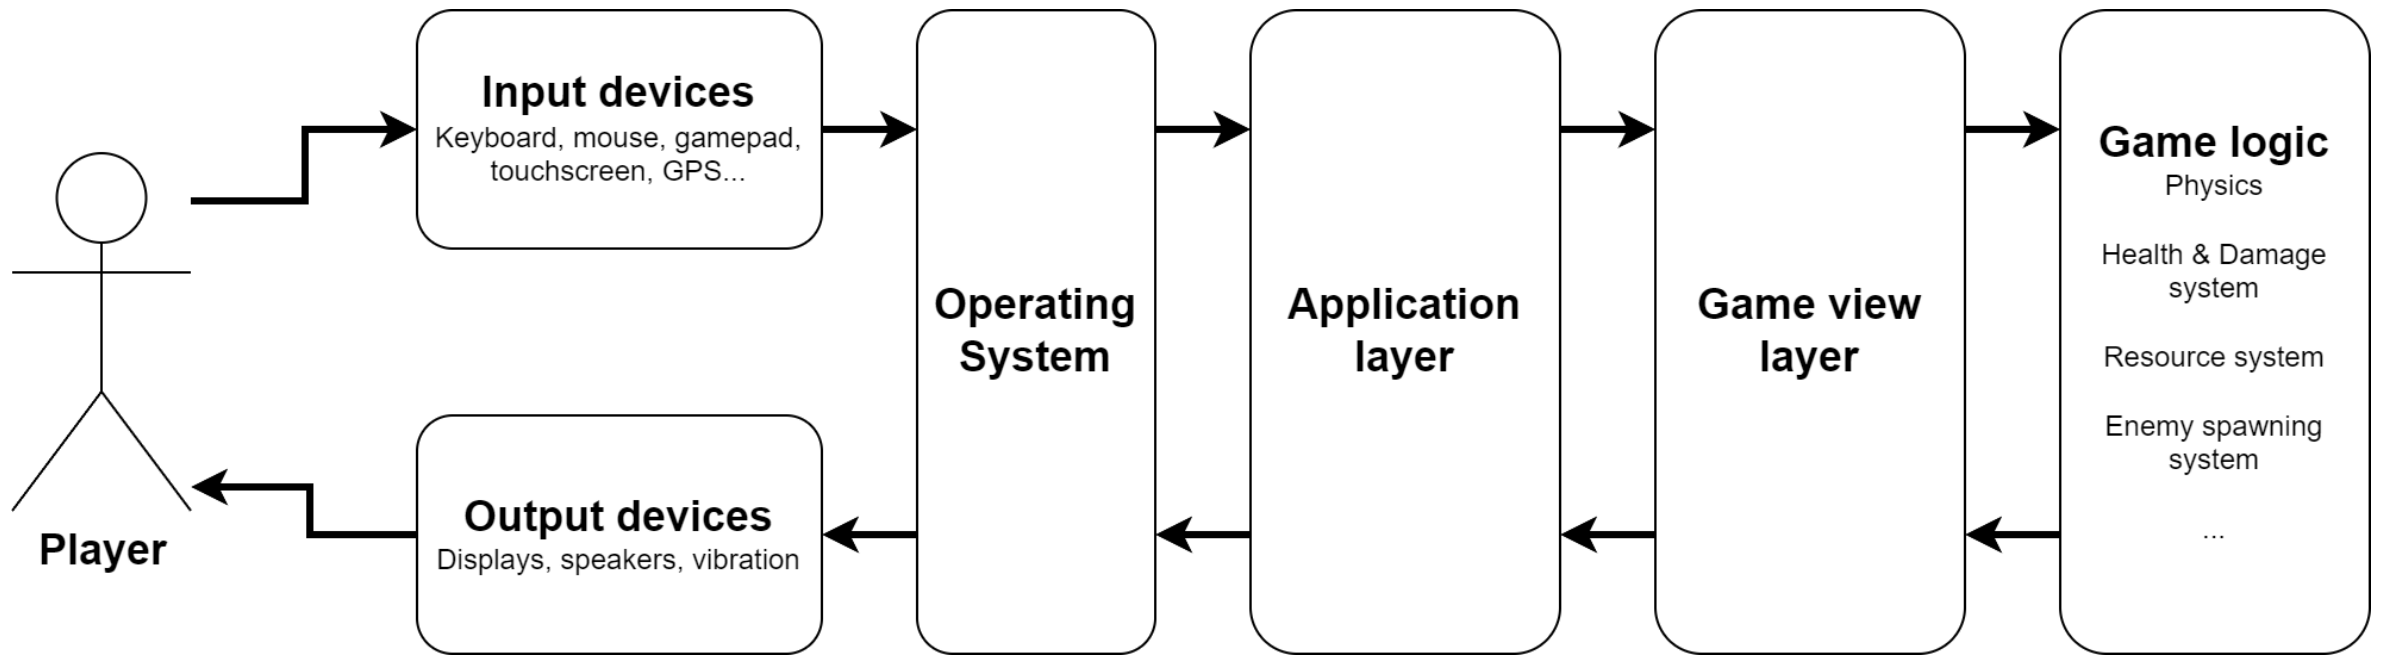 Player
Input devices
Keyboard, mouse, gamepad,
touchscreen, GPS...
Output devices
Displays, speakers, vibration
Operating
System
Application
layer
Game view
layer
Game logic
Physics
Health & Damage
system
Resource system
Enemy spawning
system
...